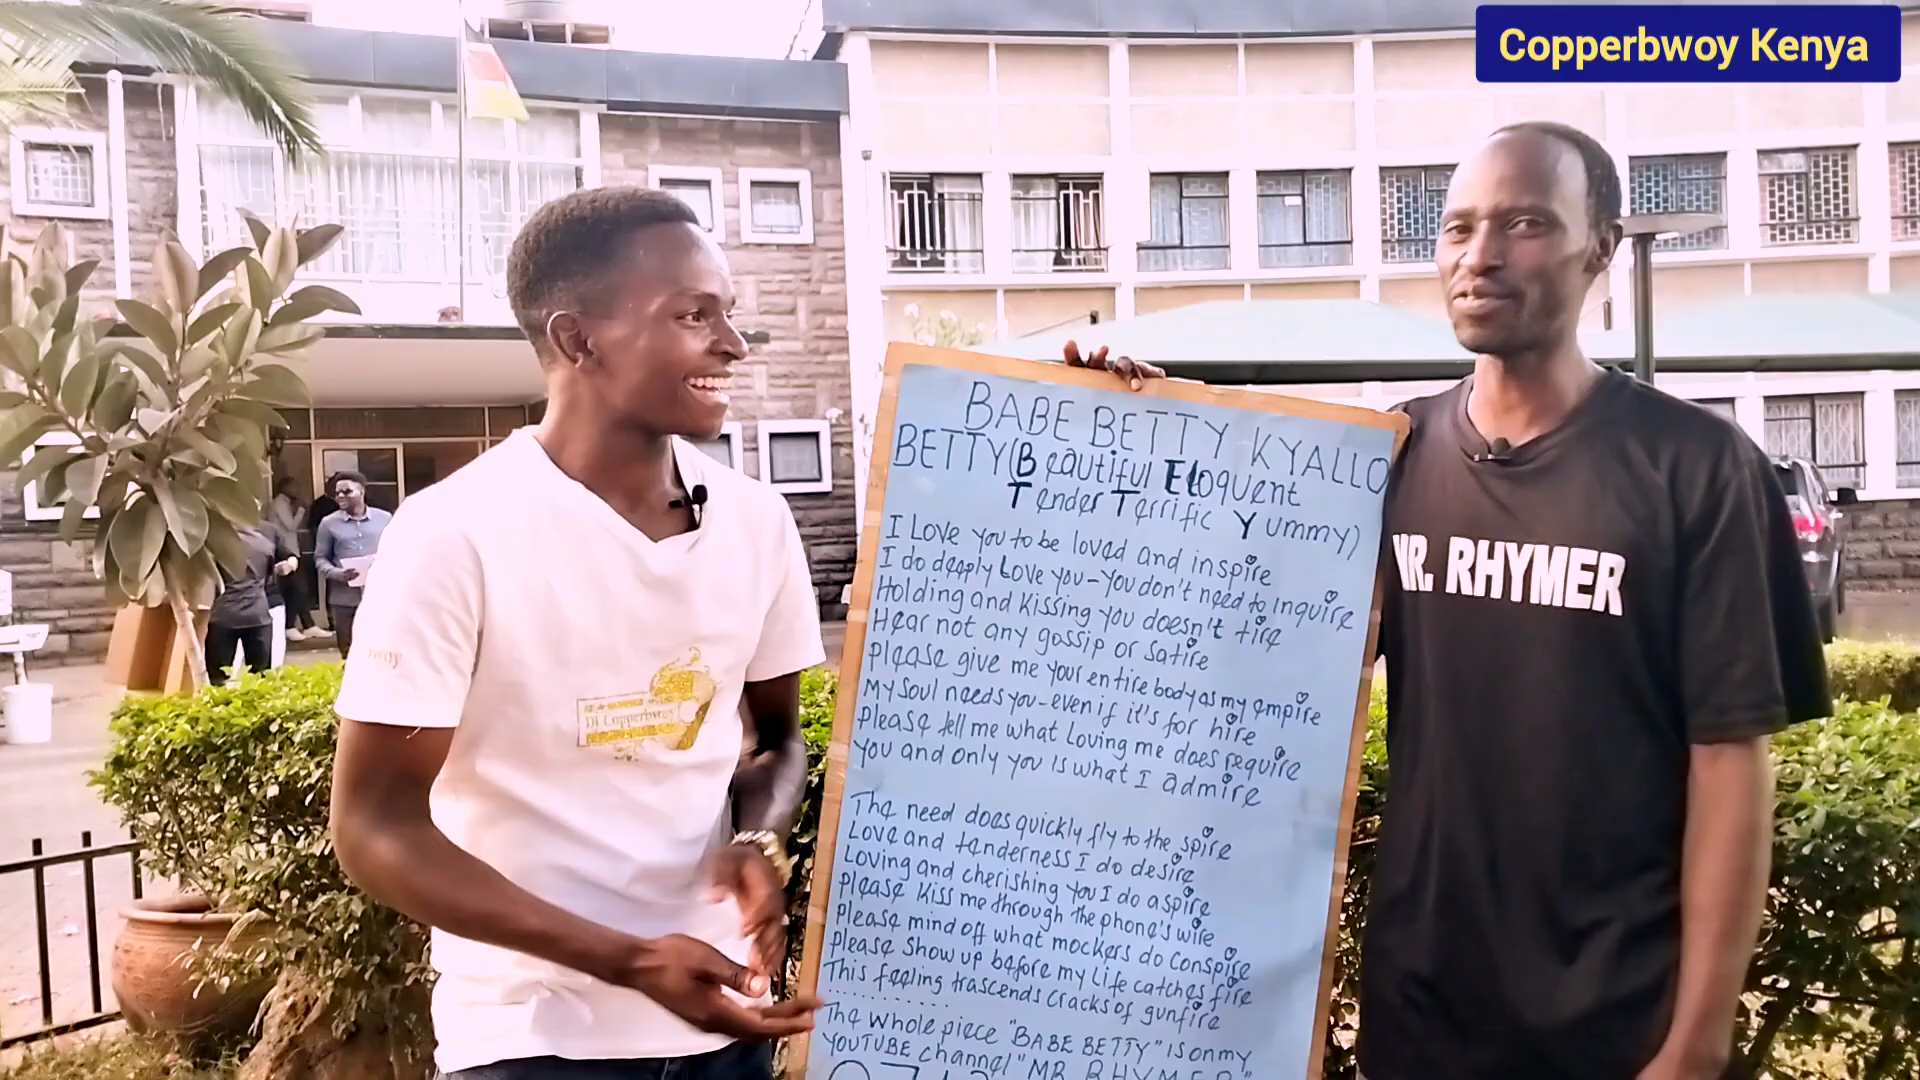 Copperbwoy Kenya
BABE BETTY KYALLO
BETTY(Beautiful Eloquent
Tender Terrific Yummy)
I Love you to be loved and inspire
I do deeply Love you-you don't need to inquire
Holding and kissing you doesn't tire
Hear not any gossip or satire
please give me your entire body as my empire
My soul needs you-even if it's for hire
please tell me what Loving me does require
you and only you is what I admire
The need does quickly fly to the spire
Love and tenderness I do desire
Loving and cherishing you I do aspire
please kiss me through the phone's wire
please mind off what mockers do conspire
please show up before my Life catches fire
This feeling trascends cracks of gunfire
............
The whole piece "BABE BETTY" is on my
YOUTUBE channel "MR. RHYMER"
MR. RHYMER
Dj Copperbwoy